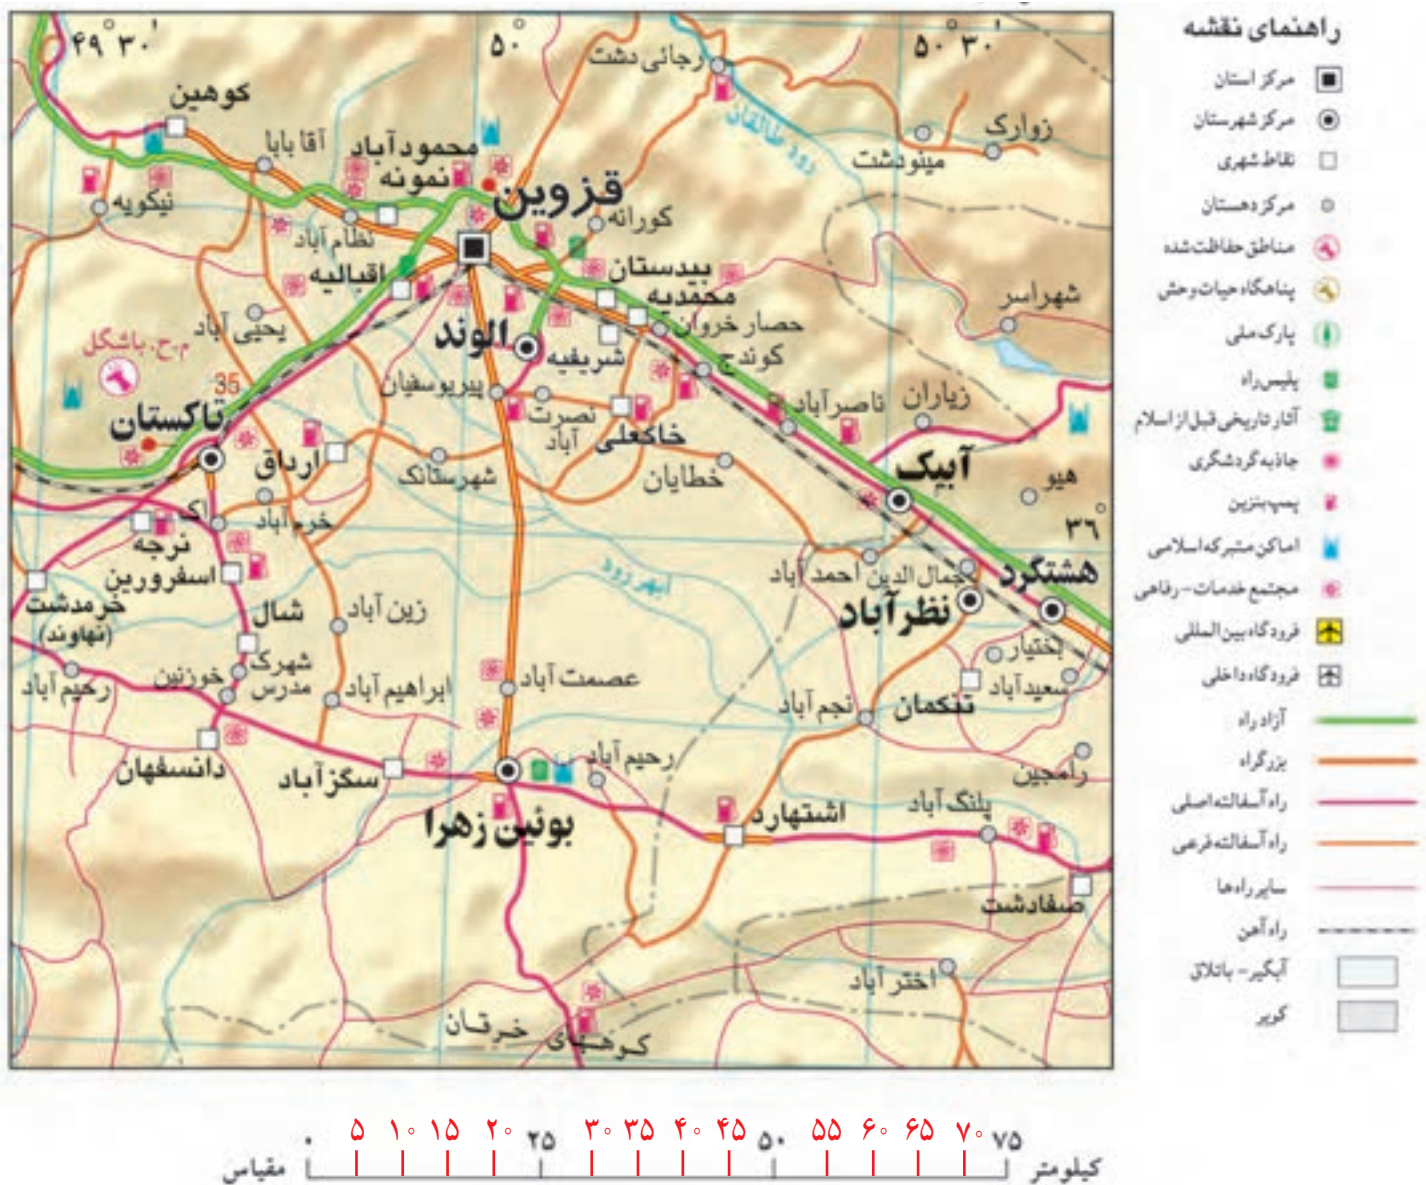 ۴۹° ۳۰'
۵۰°
۵۰° ۳۰'
راهنمای نقشه
مرکز استان
مرکز شهرستان
نقاط شهری
مرکز دهستان
مناطق حفاظت شده
پناهگاه حیات وحش
پارک ملی
پلیس راه
آثار تاریخی قبل از اسلام
جاذبه گردشگری
پمپ بنزین
اماکن متبرکه اسلامی
مجتمع خدمات - رفاهی
فرودگاه بین المللی
فرودگاه داخلی
آزاد راه
بزرگراه
راه آسفالته اصلی
راه آسفالته فرعی
سایر راه ها
راه آهن
آبگیر - باتلاق
کویر
رجائی دشت
کوهین
زوارک
رود طالقان
آقا بابا
محمود آباد
نمونه
مینودشت
قزوین
نیکویه
کورانه
نظام آباد
اقبالیه
بیدستان
محمدیه
شهراسر
یحیی آباد
حصار خروان
الوند
شریفیه
کوندج
م.ح. باشگل
35
پیریوسفیان
نصرت
آباد
ناصرآباد
زیاران
تاکستان
خاکعلی
ارداق
شهرستانک
خطایان
آبیک
هیو
اک
خرم آباد
۳۶°
نرجه
اسفرورین
ابهر رود
احمد آباد
جمال الدین
هشتگرد
خرمدشت
(نهاوند)
شال
زین آباد
نظرآباد
بختیار
رحیم آباد
خوزنین
شهرک
مدرس
ابراهیم آباد
عصمت آباد
نجم آباد
تنکمان
سعیدآباد
دانسفهان
سگزآباد
رحیم آباد
رامجین
بوئین زهرا
اشتهارد
پلنگ آباد
صفادشت
اختر آباد
کوههای خرقان
۰ ۵ ۱۰ ۱۵ ۲۰ ۲۵ ۳۰ ۳۵ ۴۰ ۴۵ ۵۰ ۵۵ ۶۰ ۶۵ ۷۰ ۷۵
مقیاس
کیلومتر